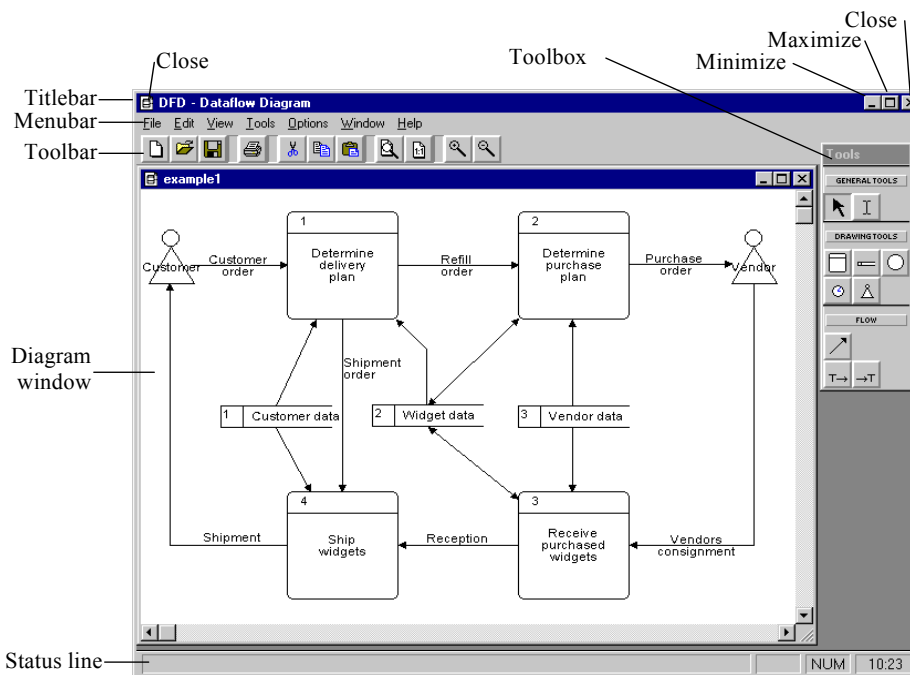 Close
Close
Maximize
Toolbox
Minimize
Titlebar
DFD - Dataflow Diagram
Menubar
File Edit View Tools Options Window Help
Toolbar
Tools
example1
GENERAL TOOLS
DRAWING TOOLS
FLOW
T→ →T
1
Determine
delivery
plan
2
Determine
purchase
plan
Customer
Customer
order
Refill
order
Purchase
order
Vendor
Shipment
order
Diagram
window
1 Customer data
2 Widget data
3 Vendor data
4
Ship
widgets
3
Receive
purchased
widgets
Shipment
Reception
Vendors
consignment
Status line
NUM 10:23